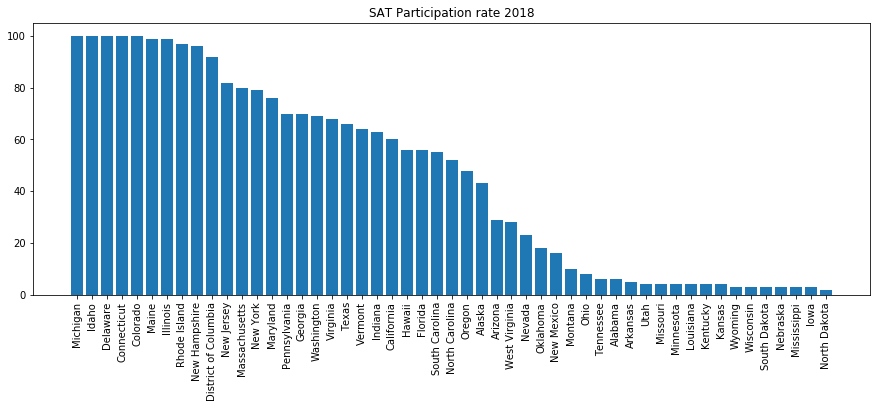 SAT Participation rate 2018
100
80
60
40
20
0
Michigan
Idaho
Delaware
Connecticut
Colorado
Maine
Illinois
Rhode Island
New Hampshire
District of Columbia
New Jersey
Massachusetts
New York
Maryland
Pennsylvania
Georgia
Washington
Virginia
Texas
Vermont
Indiana
California
Hawaii
Florida
South Carolina
North Carolina
Oregon
Alaska
Arizona
West Virginia
Nevada
Oklahoma
New Mexico
Montana
Ohio
Tennessee
Alabama
Arkansas
Utah
Missouri
Minnesota
Louisiana
Kentucky
Kansas
Wyoming
Wisconsin
South Dakota
Nebraska
Mississippi
Iowa
North Dakota